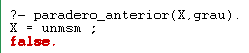 ?- paradero_anterior(X,grau).
X = unmsm ;
false.